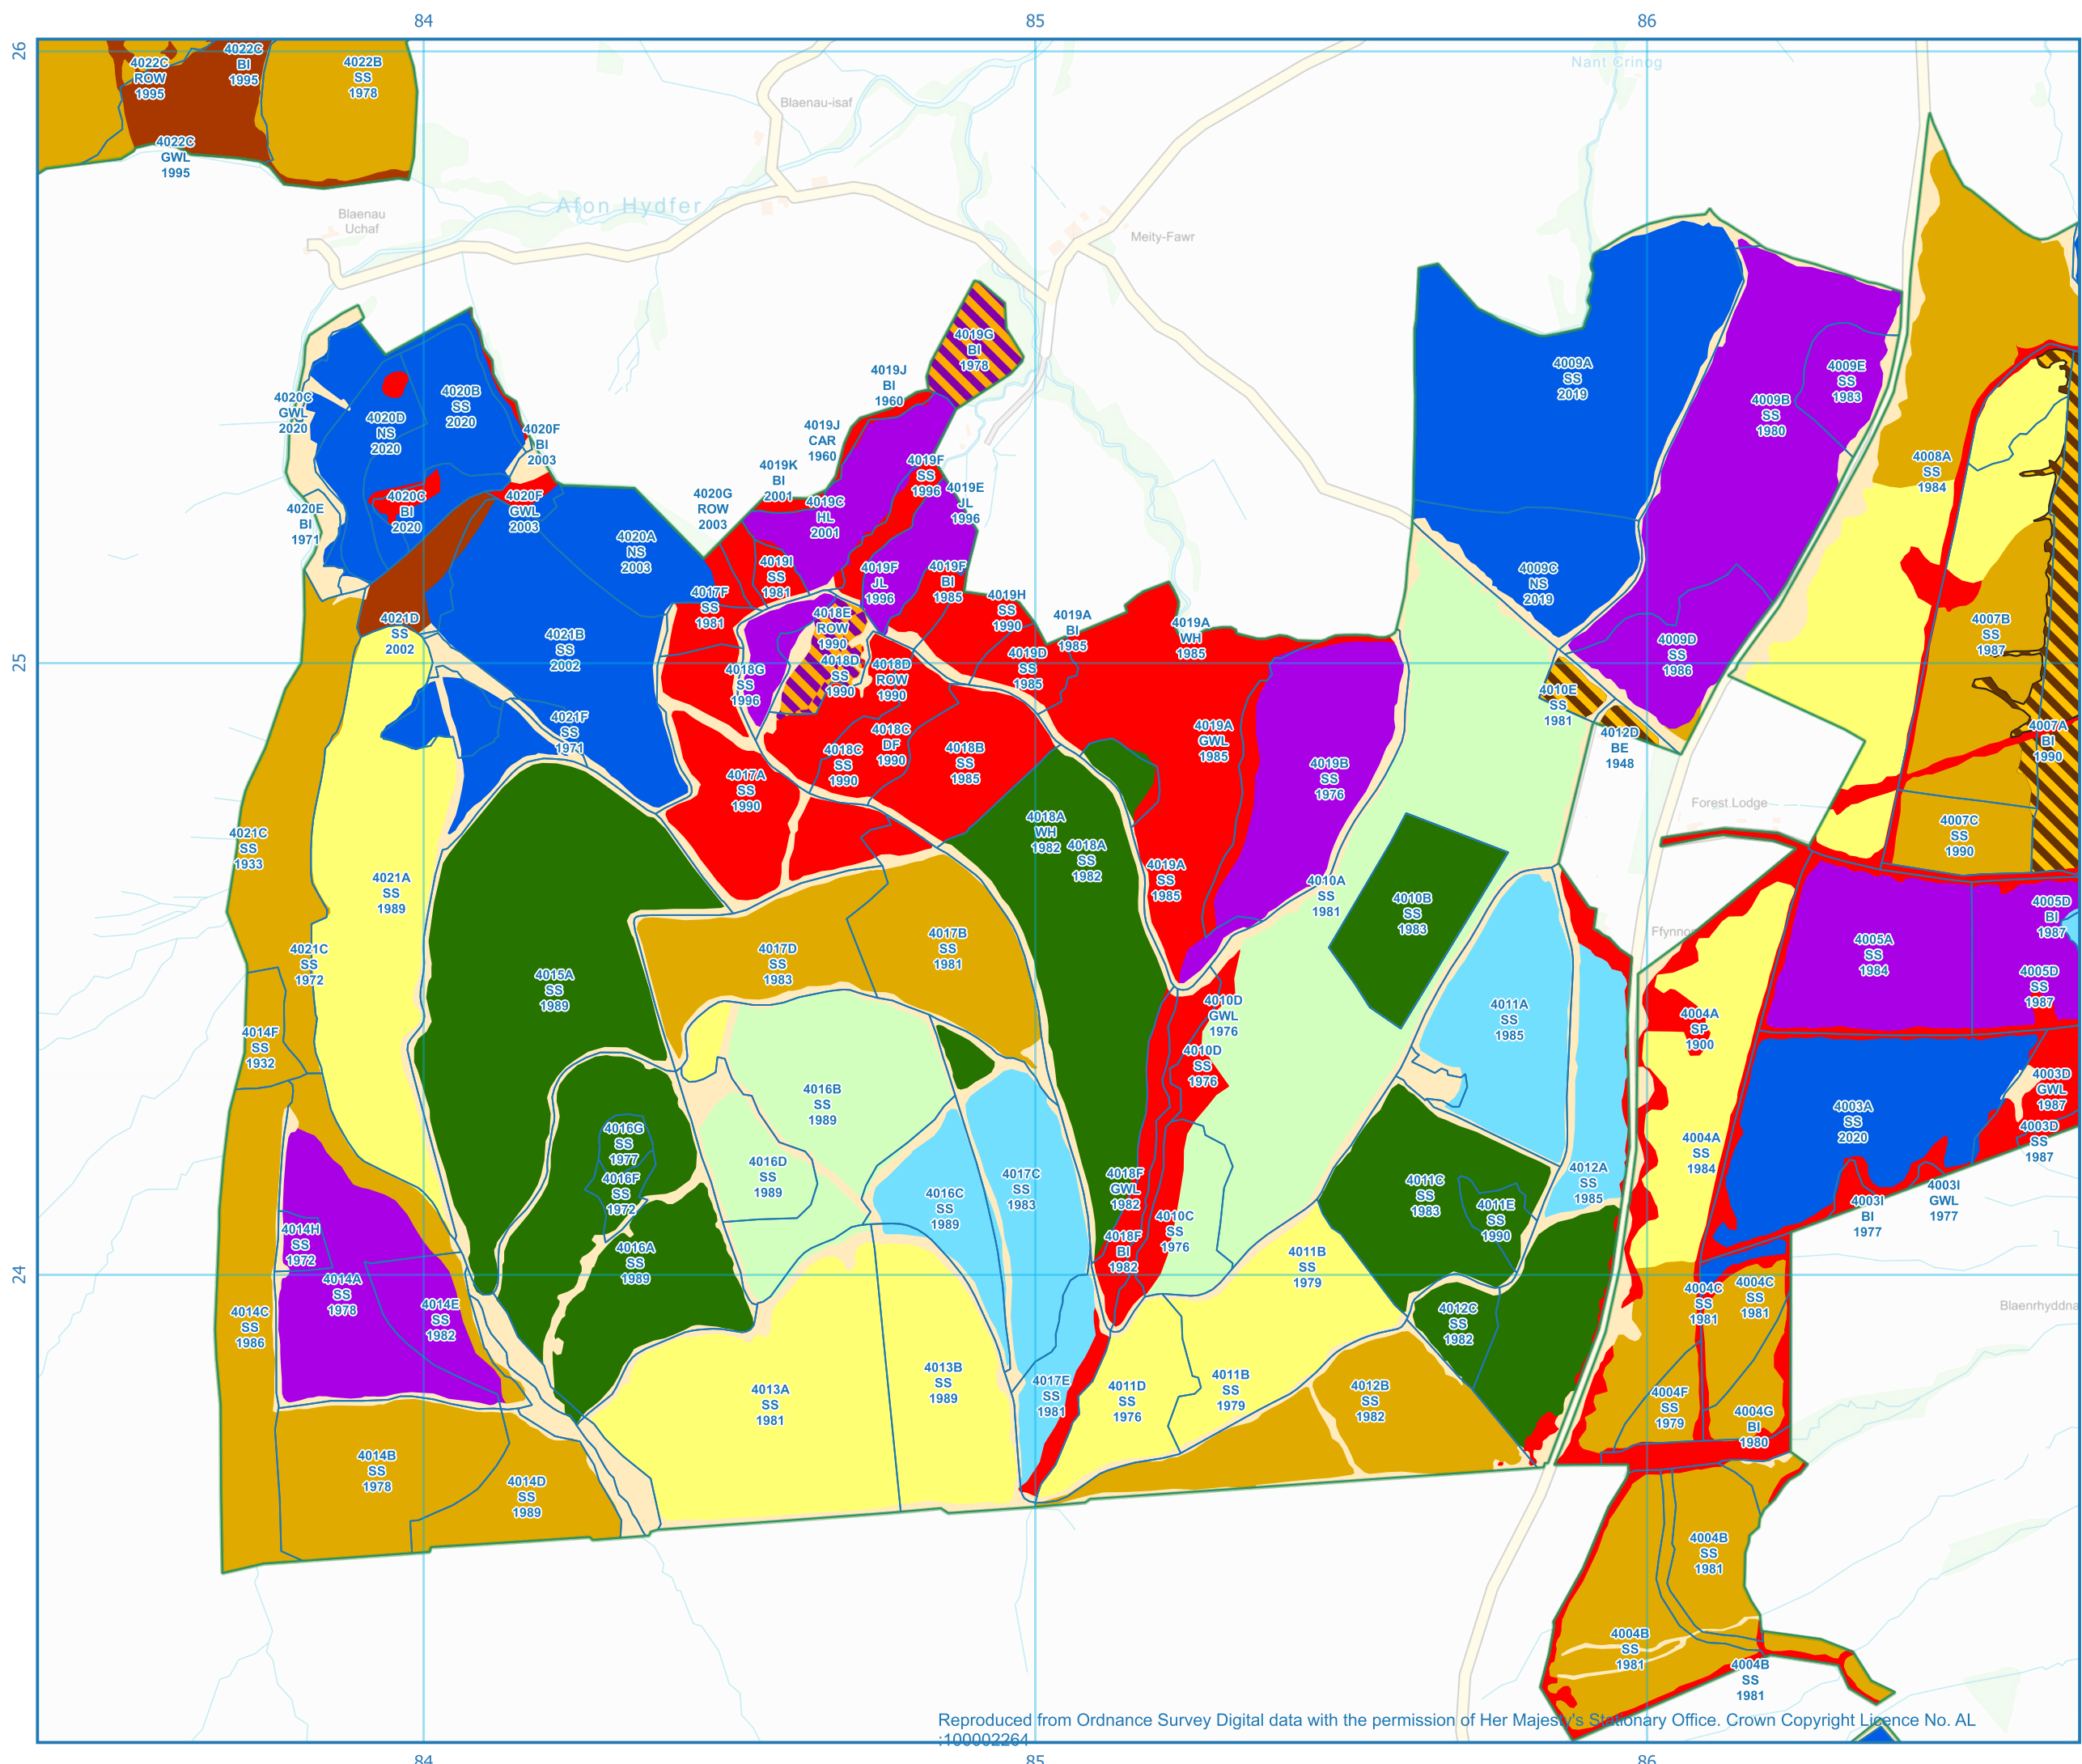 84
85
86
26
25
24
4022C
ROW
1995
4022C
BI
1995
4022B
SS
1978
4022C
GWL
1995
Blaenau-isaf
Nant Crinog
Blaenau
Uchaf
Afon Hydfer
Meity-Fawr
4019G
BI
1978
4019J
BI
1960
4020C
GWL
2020
4020D
NS
2020
4020B
SS
2020
4020F
BI
2003
4019J
CAR
1960
4009A
SS
2019
4009B
SS
1980
4009E
SS
1983
4020E
BI
1971
4020C
BI
2020
4020F
GWL
2003
4020G
ROW
2003
4019K
BI
2001
4019C
HL
2001
4019F
SS
1996
4019E
JL
1996
4008A
SS
1984
4020A
NS
2003
4017F
SS
1981
4019I
SS
1981
4019F
JL
1996
4019F
BI
1985
4019H
SS
1990
4009C
NS
2019
4021D
SS
2002
4021B
SS
2002
4018E
ROW
1990
4018G
SS
1996
4018D
SS
1990
4018D
ROW
1990
4019D
SS
1985
4019A
BI
1985
4019A
WH
1985
4009D
SS
1986
4007B
SS
1987
4021F
SS
1971
4017A
SS
1990
4018C
SS
1990
4018C
DF
1990
4018B
SS
1985
4019A
GWL
1985
4019B
SS
1976
4010E
SS
1981
4012D
BE
1948
4007A
BI
1990
Forest Lodge
4021C
SS
1933
4021A
SS
1989
4018A
WH
1982
4018A
SS
1982
4019A
SS
1985
4010A
SS
1981
4010B
SS
1983
4007C
SS
1990
Ffynnon
4021C
SS
1972
4015A
SS
1989
4017D
SS
1983
4017B
SS
1981
4005A
SS
1984
4005D
BI
1987
4005D
SS
1987
4014F
SS
1932
4010D
GWL
1976
4010D
SS
1976
4011A
SS
1985
4004A
SP
1900
4016B
SS
1989
4016D
SS
1989
4016G
SS
1977
4016F
SS
1972
4016A
SS
1989
4016C
SS
1989
4017C
SS
1983
4018F
GWL
1982
4018F
BI
1982
4010C
SS
1976
4011C
SS
1983
4011E
SS
1990
4012A
SS
1985
4004A
SS
1984
4003A
SS
2020
4003D
GWL
1987
4003D
SS
1987
4003I
BI
1977
4003I
GWL
1977
4014H
SS
1972
4014A
SS
1978
4014C
SS
1986
4014E
SS
1982
4011B
SS
1979
4012C
SS
1982
4004C
SS
1981
4004C
SS
1981
Blaenrhyddna
4013A
SS
1981
4013B
SS
1989
4017E
SS
1981
4011D
SS
1976
4011B
SS
1979
4012B
SS
1982
4004F
SS
1979
4004G
BI
1980
4014B
SS
1978
4014D
SS
1989
4004B
SS
1981
4004B
SS
1981
4004B
SS
1981
Reproduced from Ordnance Survey Digital data with the permission of Her Majesty's Stationary Office. Crown Copyright Licence No. AL
:100002264
84
85
86